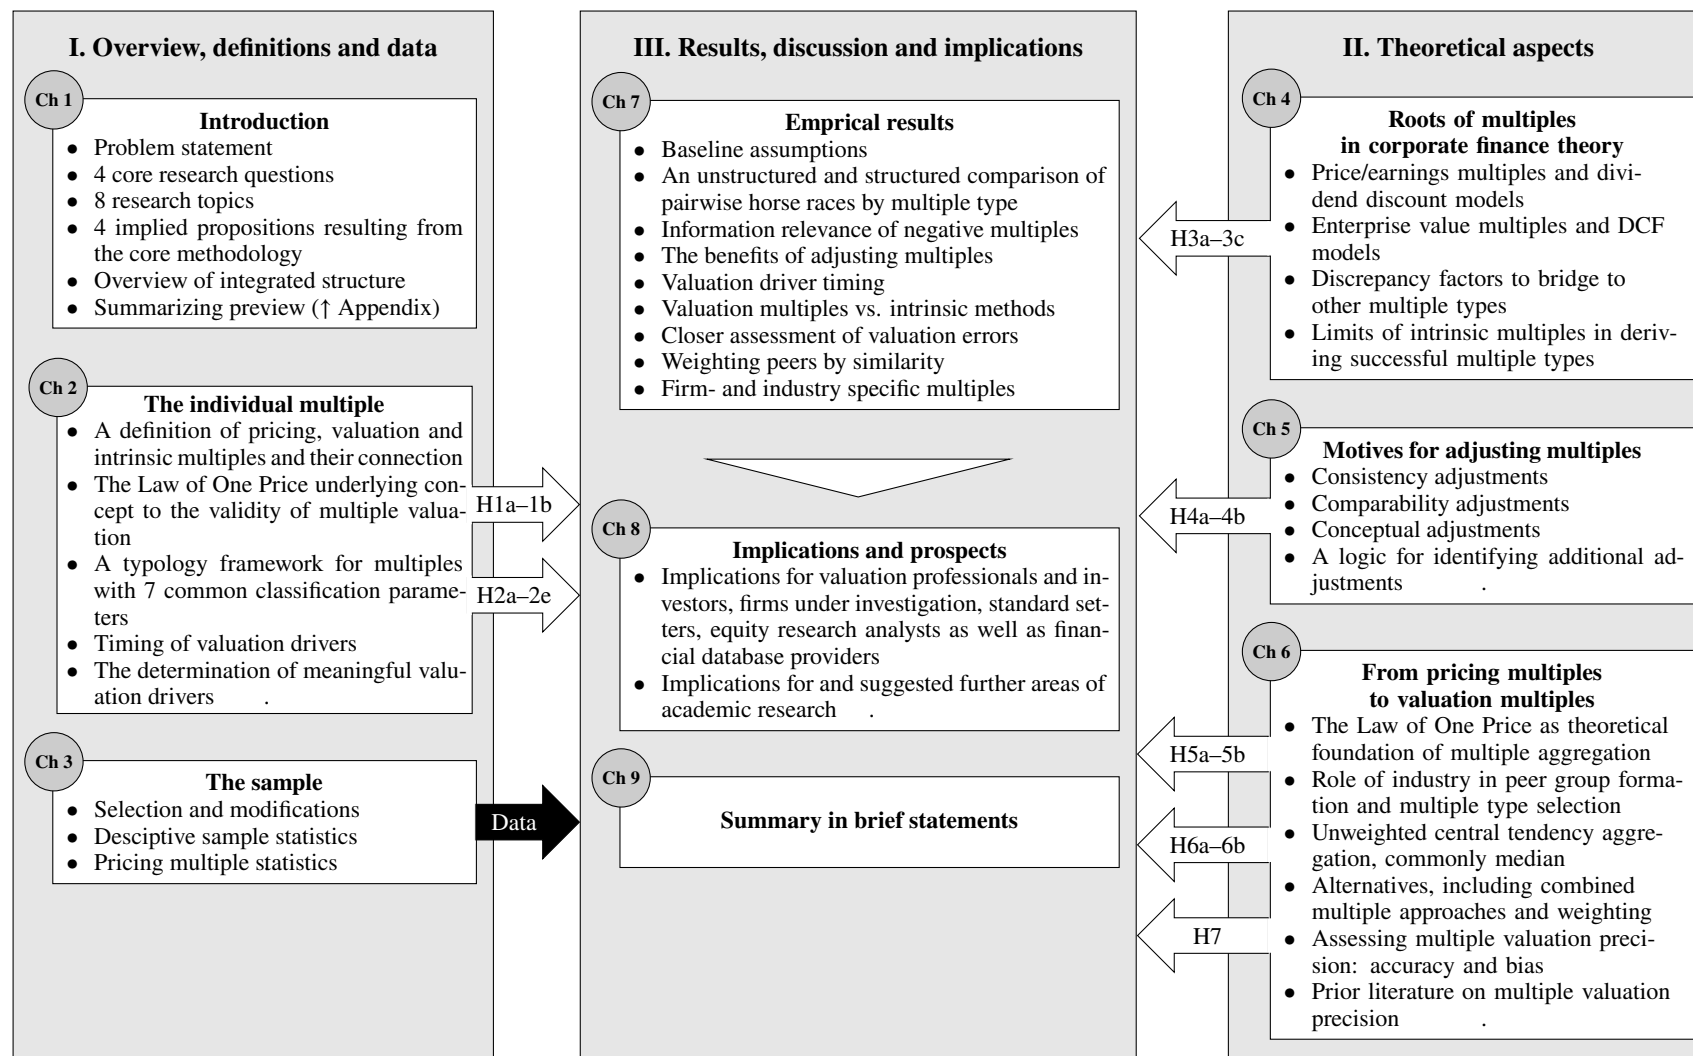 I. Overview, definitions and data
Ch 1
Introduction
• Problem statement
• 4 core research questions
• 8 research topics
• 4 implied propositions resulting from
the core methodology
• Overview of integrated structure
• Summarizing preview (↑ Appendix)
Ch 2
The individual multiple
• A definition of pricing, valuation and
intrinsic multiples and their connection
• The Law of One Price underlying con-
cept to the validity of multiple valua-
tion
• A typology framework for multiples
with 7 common classification parame-
ters
• Timing of valuation drivers
• The determination of meaningful valu-
ation drivers .
H1a–1b
H2a–2e
Ch 3
The sample
• Selection and modifications
• Desciptive sample statistics
• Pricing multiple statistics
Data
III. Results, discussion and implications
Ch 7
Emprical results
• Baseline assumptions
• An unstructured and structured comparison of
pairwise horse races by multiple type
• Information relevance of negative multiples
• The benefits of adjusting multiples
• Valuation driver timing
• Valuation multiples vs. intrinsic methods
• Closer assessment of valuation errors
• Weighting peers by similarity
• Firm- and industry specific multiples
Ch 8
Implications and prospects
• Implications for valuation professionals and in-
vestors, firms under investigation, standard set-
ters, equity research analysts as well as finan-
cial database providers
• Implications for and suggested further areas of
academic research .
Ch 9
Summary in brief statements
II. Theoretical aspects
Ch 4
Roots of multiples
in corporate finance theory
• Price/earnings multiples and divi-
dend discount models
• Enterprise value multiples and DCF
models
• Discrepancy factors to bridge to
other multiple types
• Limits of intrinsic multiples in deriv-
ing successful multiple types
H3a–3c
Ch 5
Motives for adjusting multiples
• Consistency adjustments
• Comparability adjustments
• Conceptual adjustments
• A logic for identifying additional ad-
justments .
H4a–4b
Ch 6
From pricing multiples
to valuation multiples
• The Law of One Price as theoretical
foundation of multiple aggregation
• Role of industry in peer group forma-
tion and multiple type selection
• Unweighted central tendency aggre-
gation, commonly median
• Alternatives, including combined
multiple approaches and weighting
• Assessing multiple valuation preci-
sion: accuracy and bias
• Prior literature on multiple valuation
precision .
H5a–5b
H6a–6b
H7